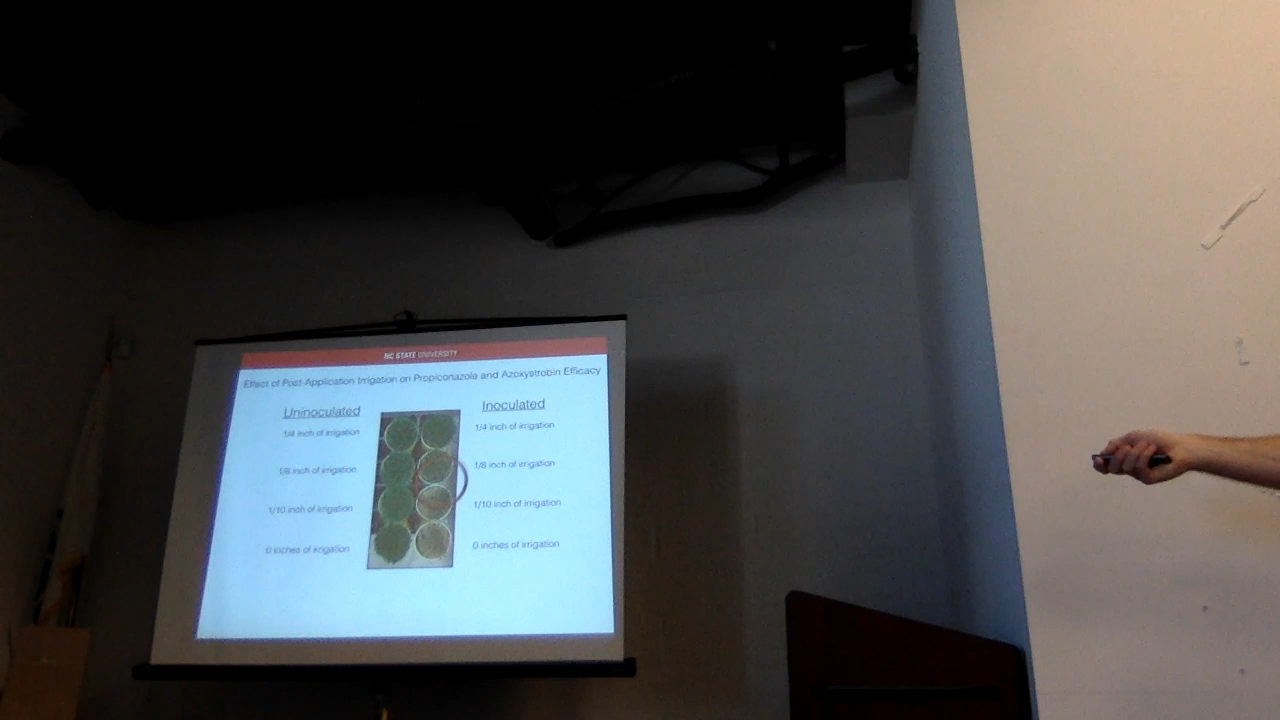 NC STATE UNIVERSITY
Effect of Post-Application Irrigation on Propiconazole and Azoxystrobin Efficacy
Uninoculated
1/4 inch of irrigation
1/8 inch of irrigation
1/10 inch of irrigation
0 inches of irrigation
Inoculated
1/4 inch of irrigation
1/8 inch of irrigation
1/10 inch of irrigation
0 inches of irrigation